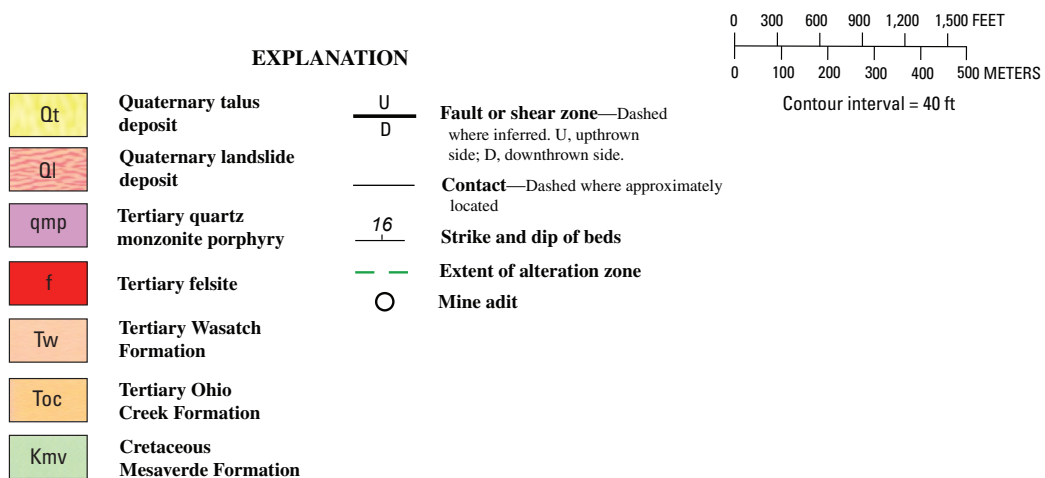 EXPLANATION
Qt
Quaternary talus
deposit
Ql
Quaternary landslide
deposit
qmp
Tertiary quartz
monzonite porphyry
f
Tertiary felsite
Tw
Tertiary Wasatch
Formation
Toc
Tertiary Ohio
Creek Formation
Kmv
Cretaceous
Mesaverde Formation
U
D
Fault or shear zone—Dashed
where inferred. U, upthrown
side; D, downthrown side.
Contact—Dashed where approximately
located
16
Strike and dip of beds
Extent of alteration zone
Mine adit
0 300 600 900 1,200 1,500 FEET
0 100 200 300 400 500 METERS
Contour interval = 40 ft